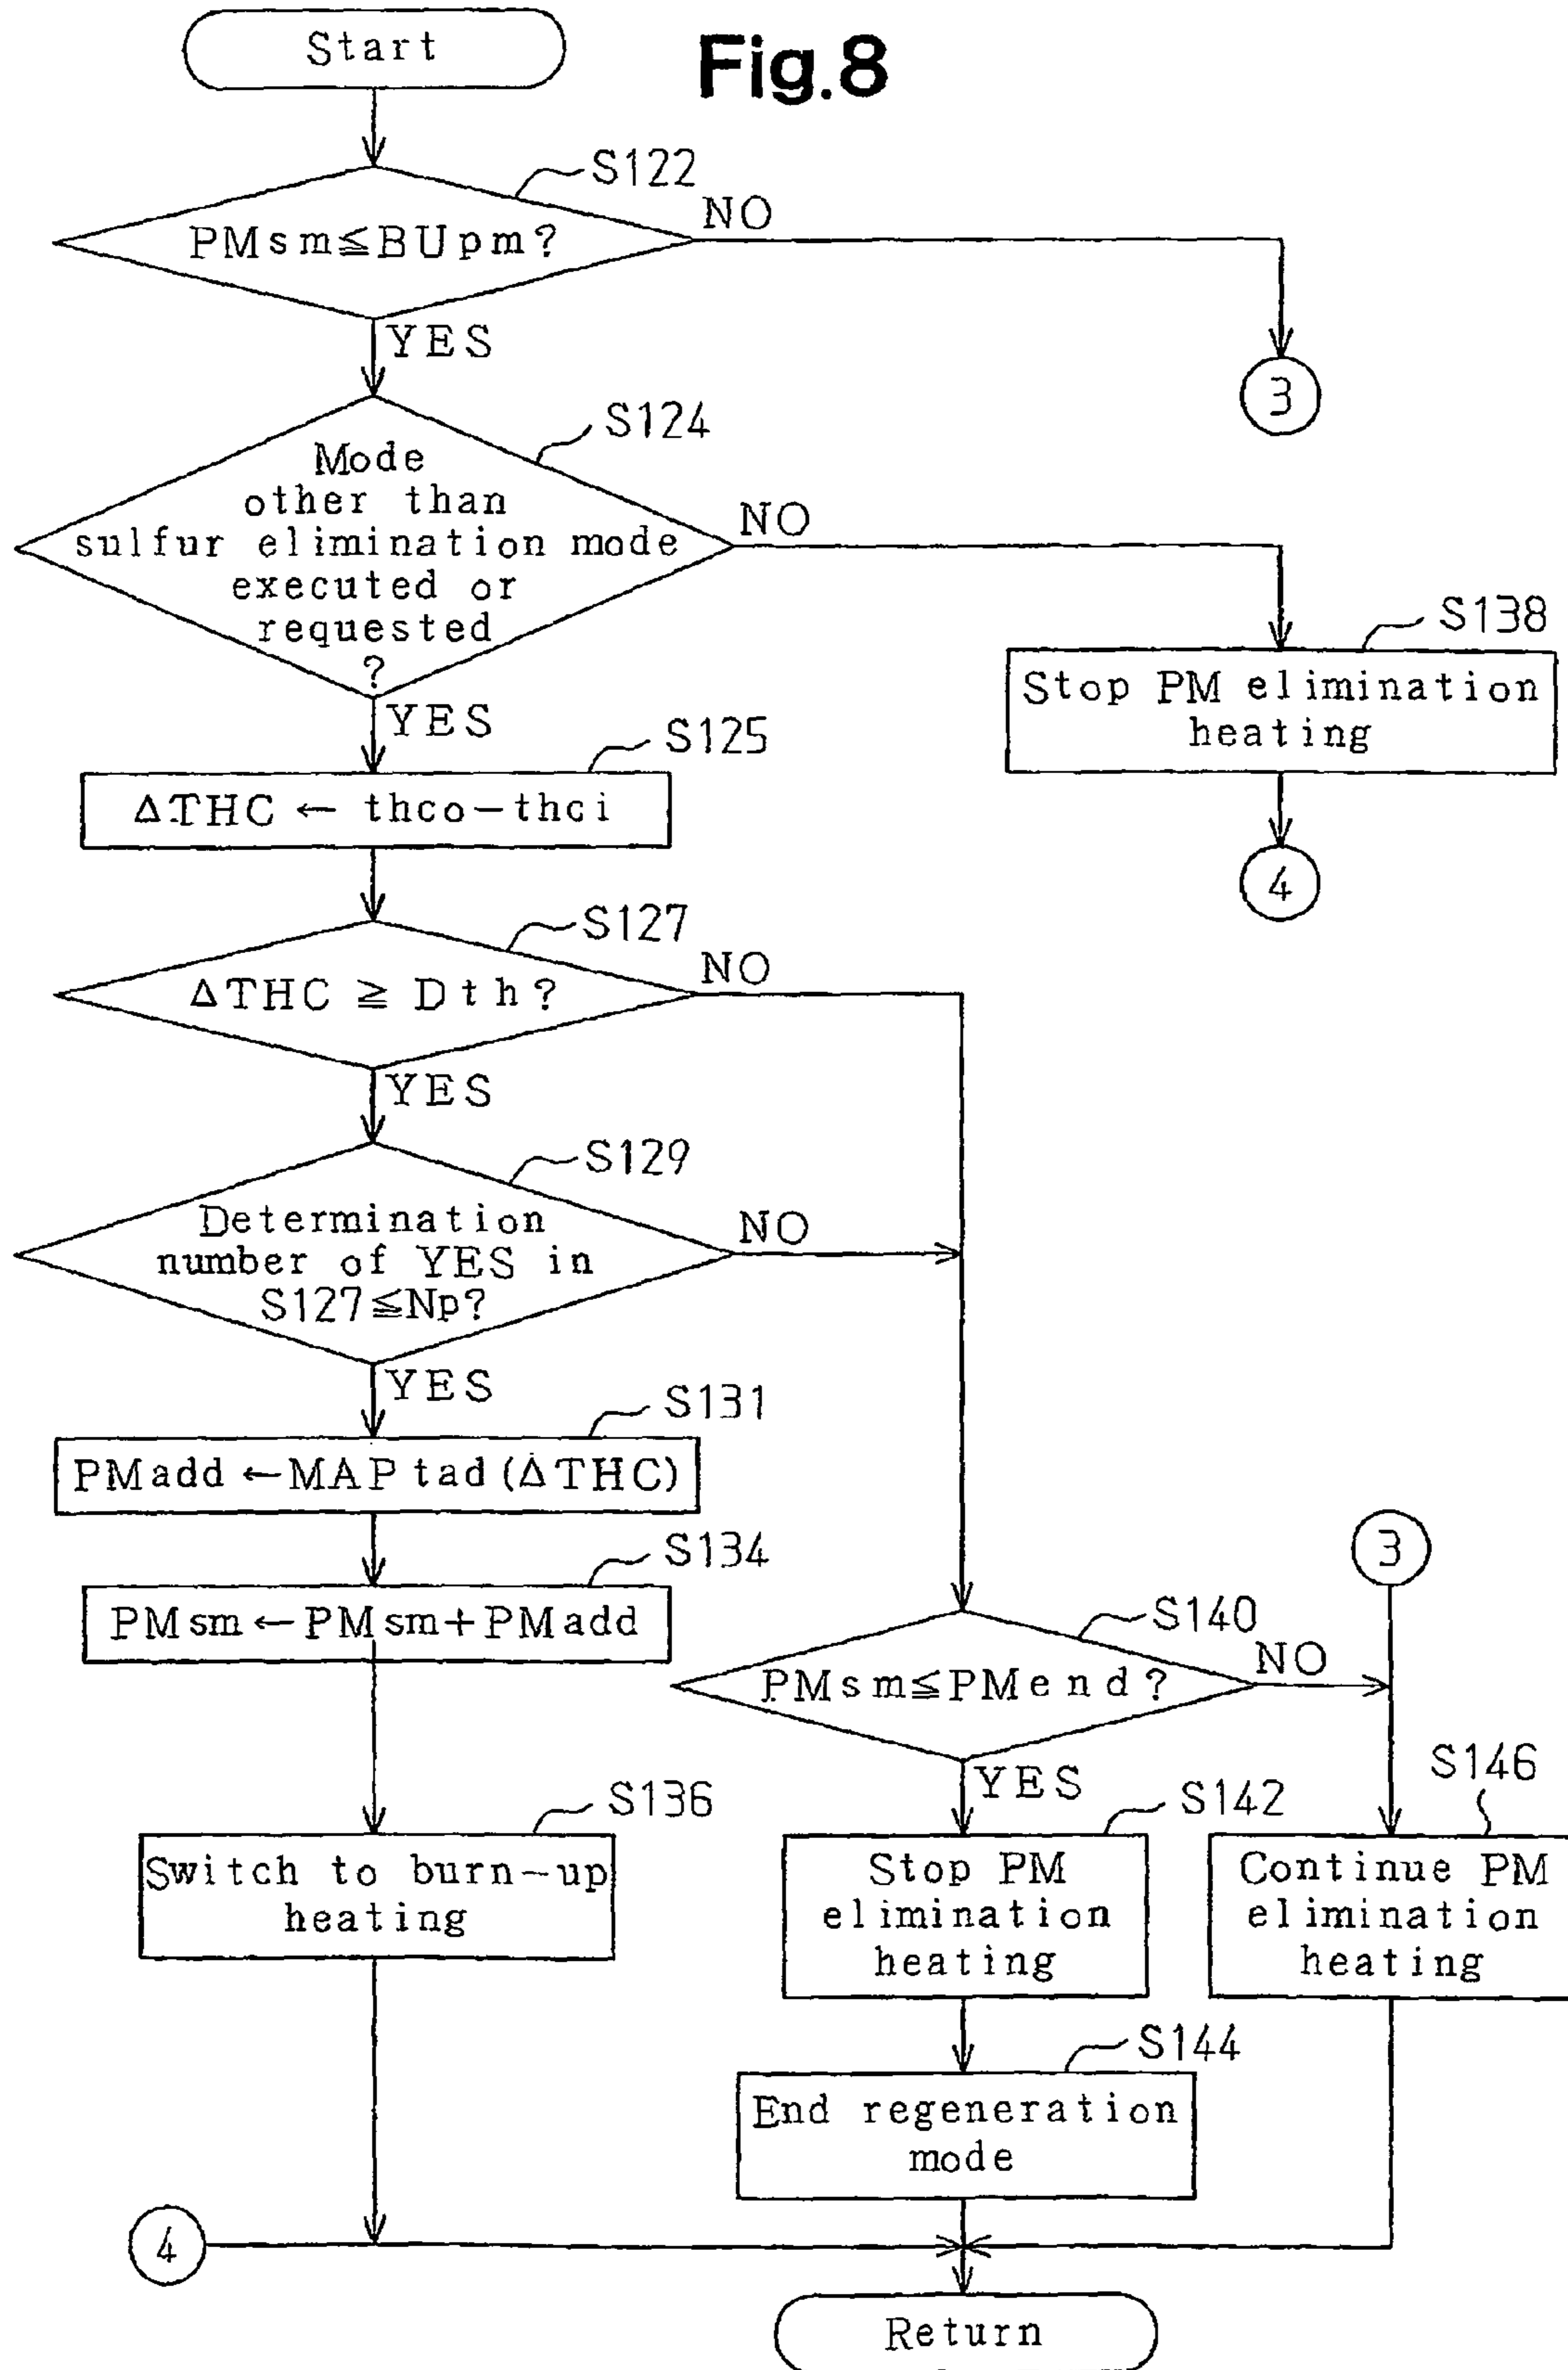 Fig.8
Start
S122
PMsm≦BUpm?
NO
YES
3
S124
Mode
other than
sulfur elimination mode
executed or
requested
?
NO
YES
S138
Stop PM elimination
heating
4
S125
ΔTHC ← thco−thci
S127
ΔTHC ≧ Dth?
NO
YES
S129
Determination
number of YES in
S127≦Np?
NO
YES
S131
PMadd ←MAPtad(ΔTHC)
S134
PMsm←PMsm+PMadd
3
S140
PMsm≦PMend?
NO
YES
S136
Switch to burn-up
heating
S142
Stop PM
elimination
heating
S146
Continue PM
elimination
heating
S144
End regeneration
mode
4
Return